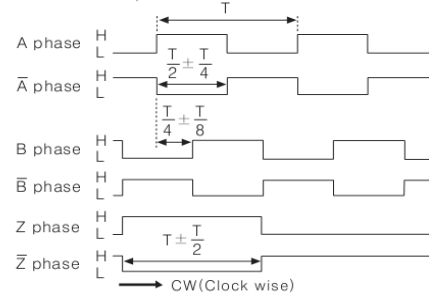 T
A phase H
L
A̅ phase H
L
T/2 ± T/4
T/4 ± T/8
B phase H
L
B̅ phase H
L
Z phase H
L
T ± T/2
Z̅ phase H
L
CW(Clock wise)